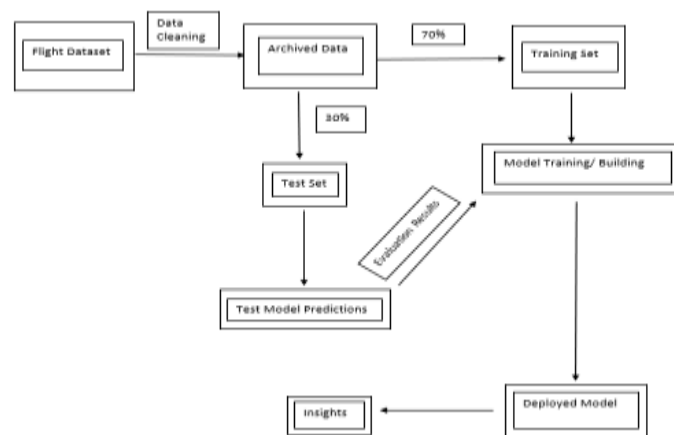 Data
Cleaning
Flight Dataset
Archived Data
70%
Training Set
30%
Model Training/ Building
Test Set
Evaluation Results
Test Model Predictions
Insights
Deployed Model